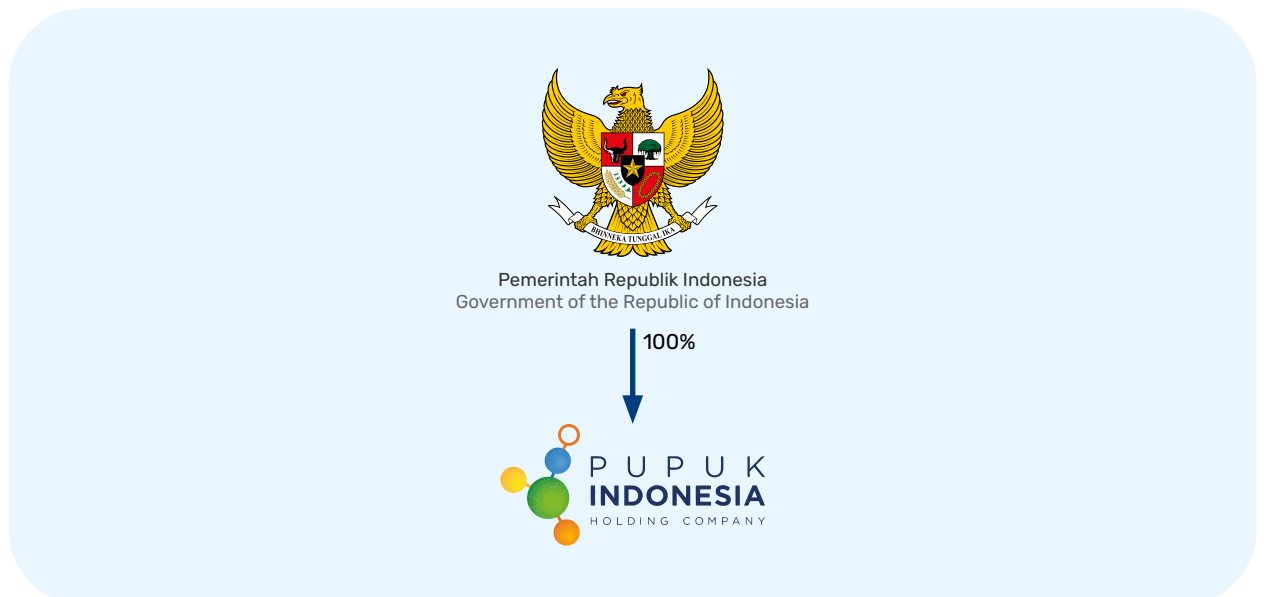 BHINNEKA TUNGGAL IKA
Pemerintah Republik Indonesia
Government of the Republic of Indonesia
100%
PUPUK
INDONESIA
HOLDING COMPANY